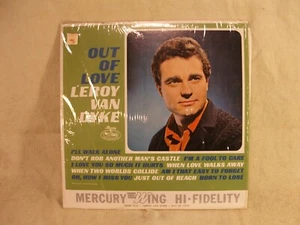 OUT
OF
LOVE
LEROY
VAN
DYKE
I'LL WALK ALONE
DON'T ROB ANOTHER MAN'S CASTLE I'M A FOOL TO CARE
I LOVE YOU SO MUCH IT HURTS WHEN LOVE WALKS AWAY
WHEN TWO WORLDS COLLIDE AM I THAT EASY TO FORGET
OH, HOW I MISS YOU JUST OUT OF REACH BORN TO LOSE
MERCURY WING HI-FIDELITY